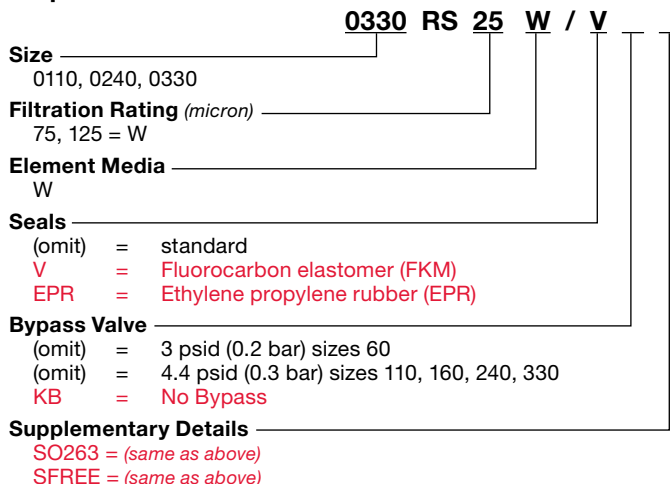 0330 RS 25 W / V
Size
0110, 0240, 0330
Filtration Rating (micron)
75, 125 = W
Element Media
W
Seals
(omit) = standard
V = Fluorocarbon elastomer (FKM)
EPR = Ethylene propylene rubber (EPR)
Bypass Valve
(omit) = 3 psid (0.2 bar) sizes 60
(omit) = 4.4 psid (0.3 bar) sizes 110, 160, 240, 330
KB = No Bypass
Supplementary Details
SO263 = (same as above)
SFREE = (same as above)